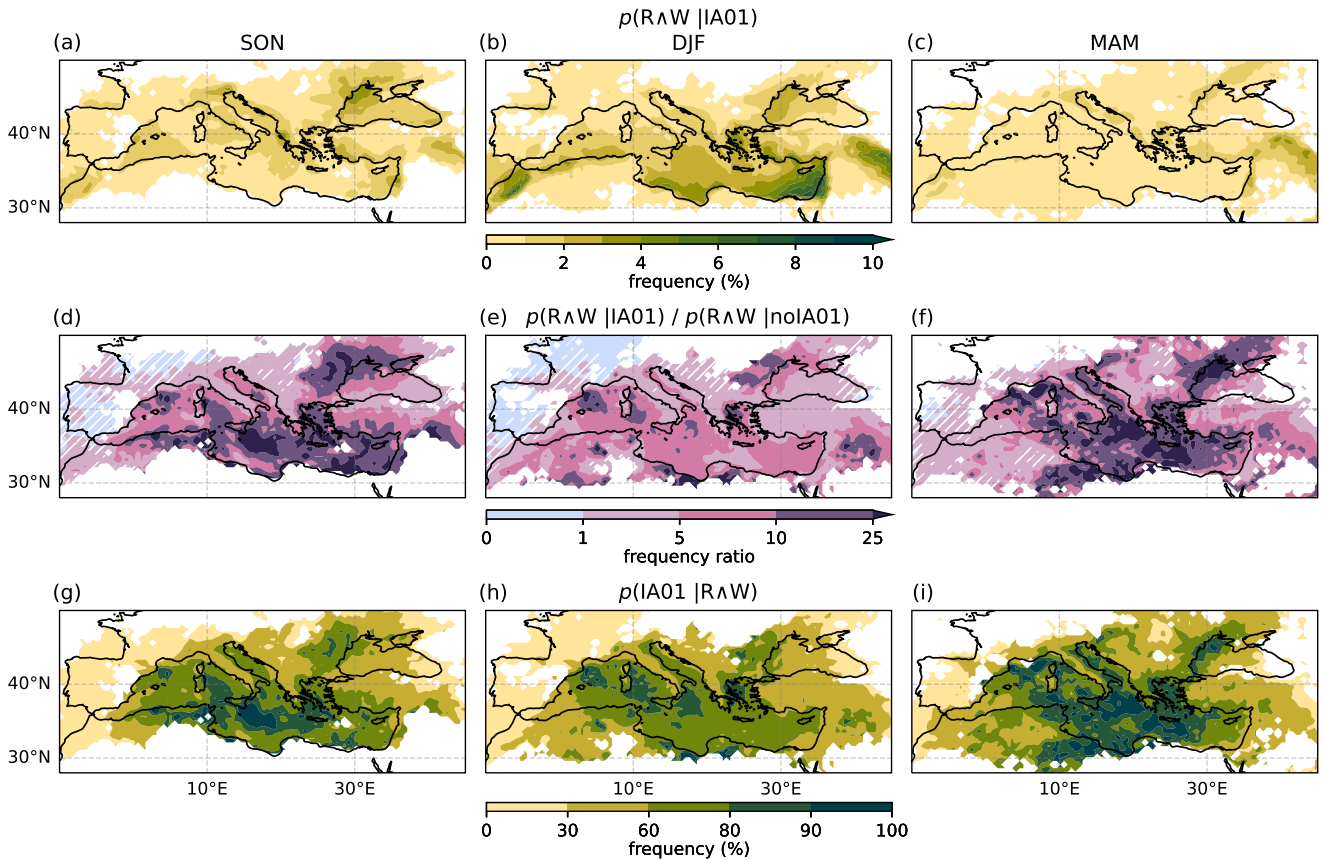 p(R∧W |IA01)
(a) SON (b) DJF (c) MAM
40°N
30°N
0 2 4 6 8 10
frequency (%)
(d) (e) p(R∧W |IA01) / p(R∧W |noIA01) (f)
40°N
30°N
0 1 5 10 25
frequency ratio
(g) (h) p(IA01 |R∧W) (i)
40°N
30°N
10°E 30°E 10°E 30°E 10°E 30°E
0 30 60 80 90 100
frequency (%)